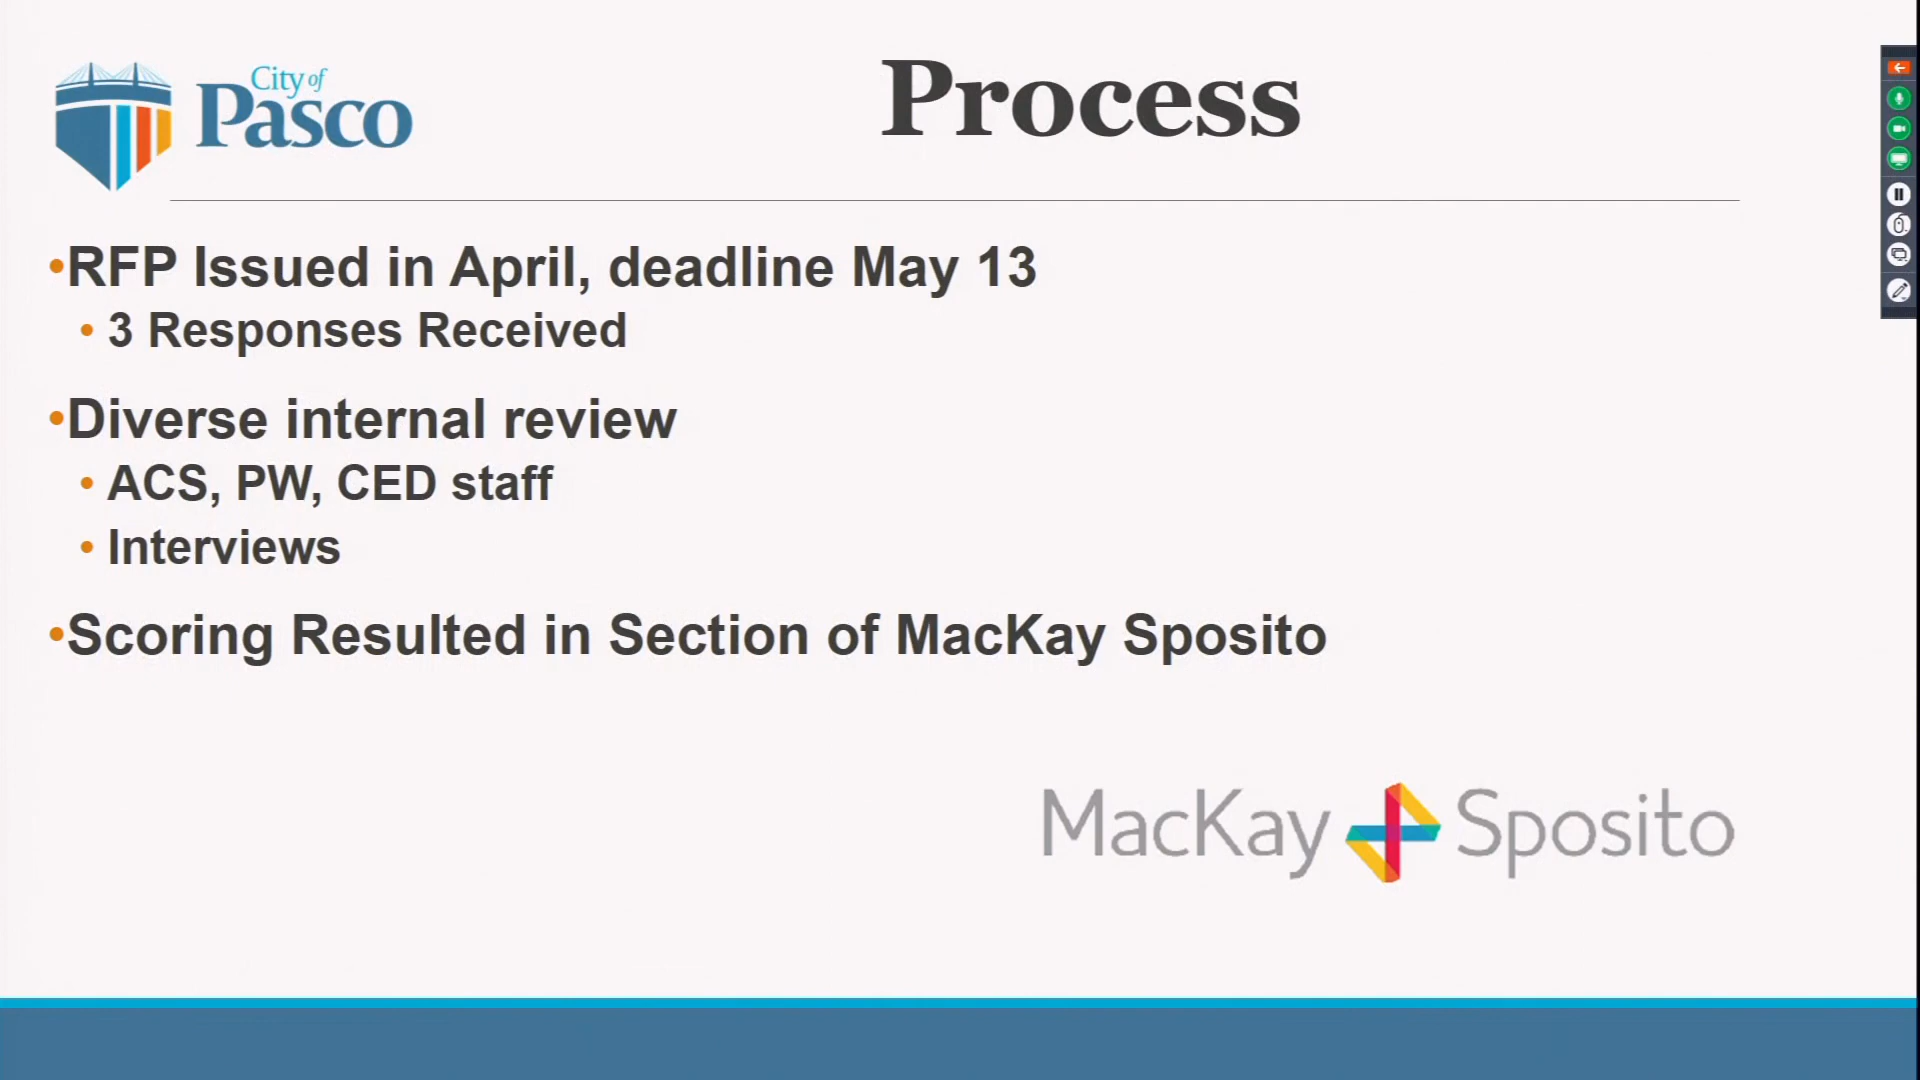 City of
Pasco
Process
•RFP Issued in April, deadline May 13
• 3 Responses Received
•Diverse internal review
• ACS, PW, CED staff
• Interviews
•Scoring Resulted in Section of MacKay Sposito
MacKay Sposito